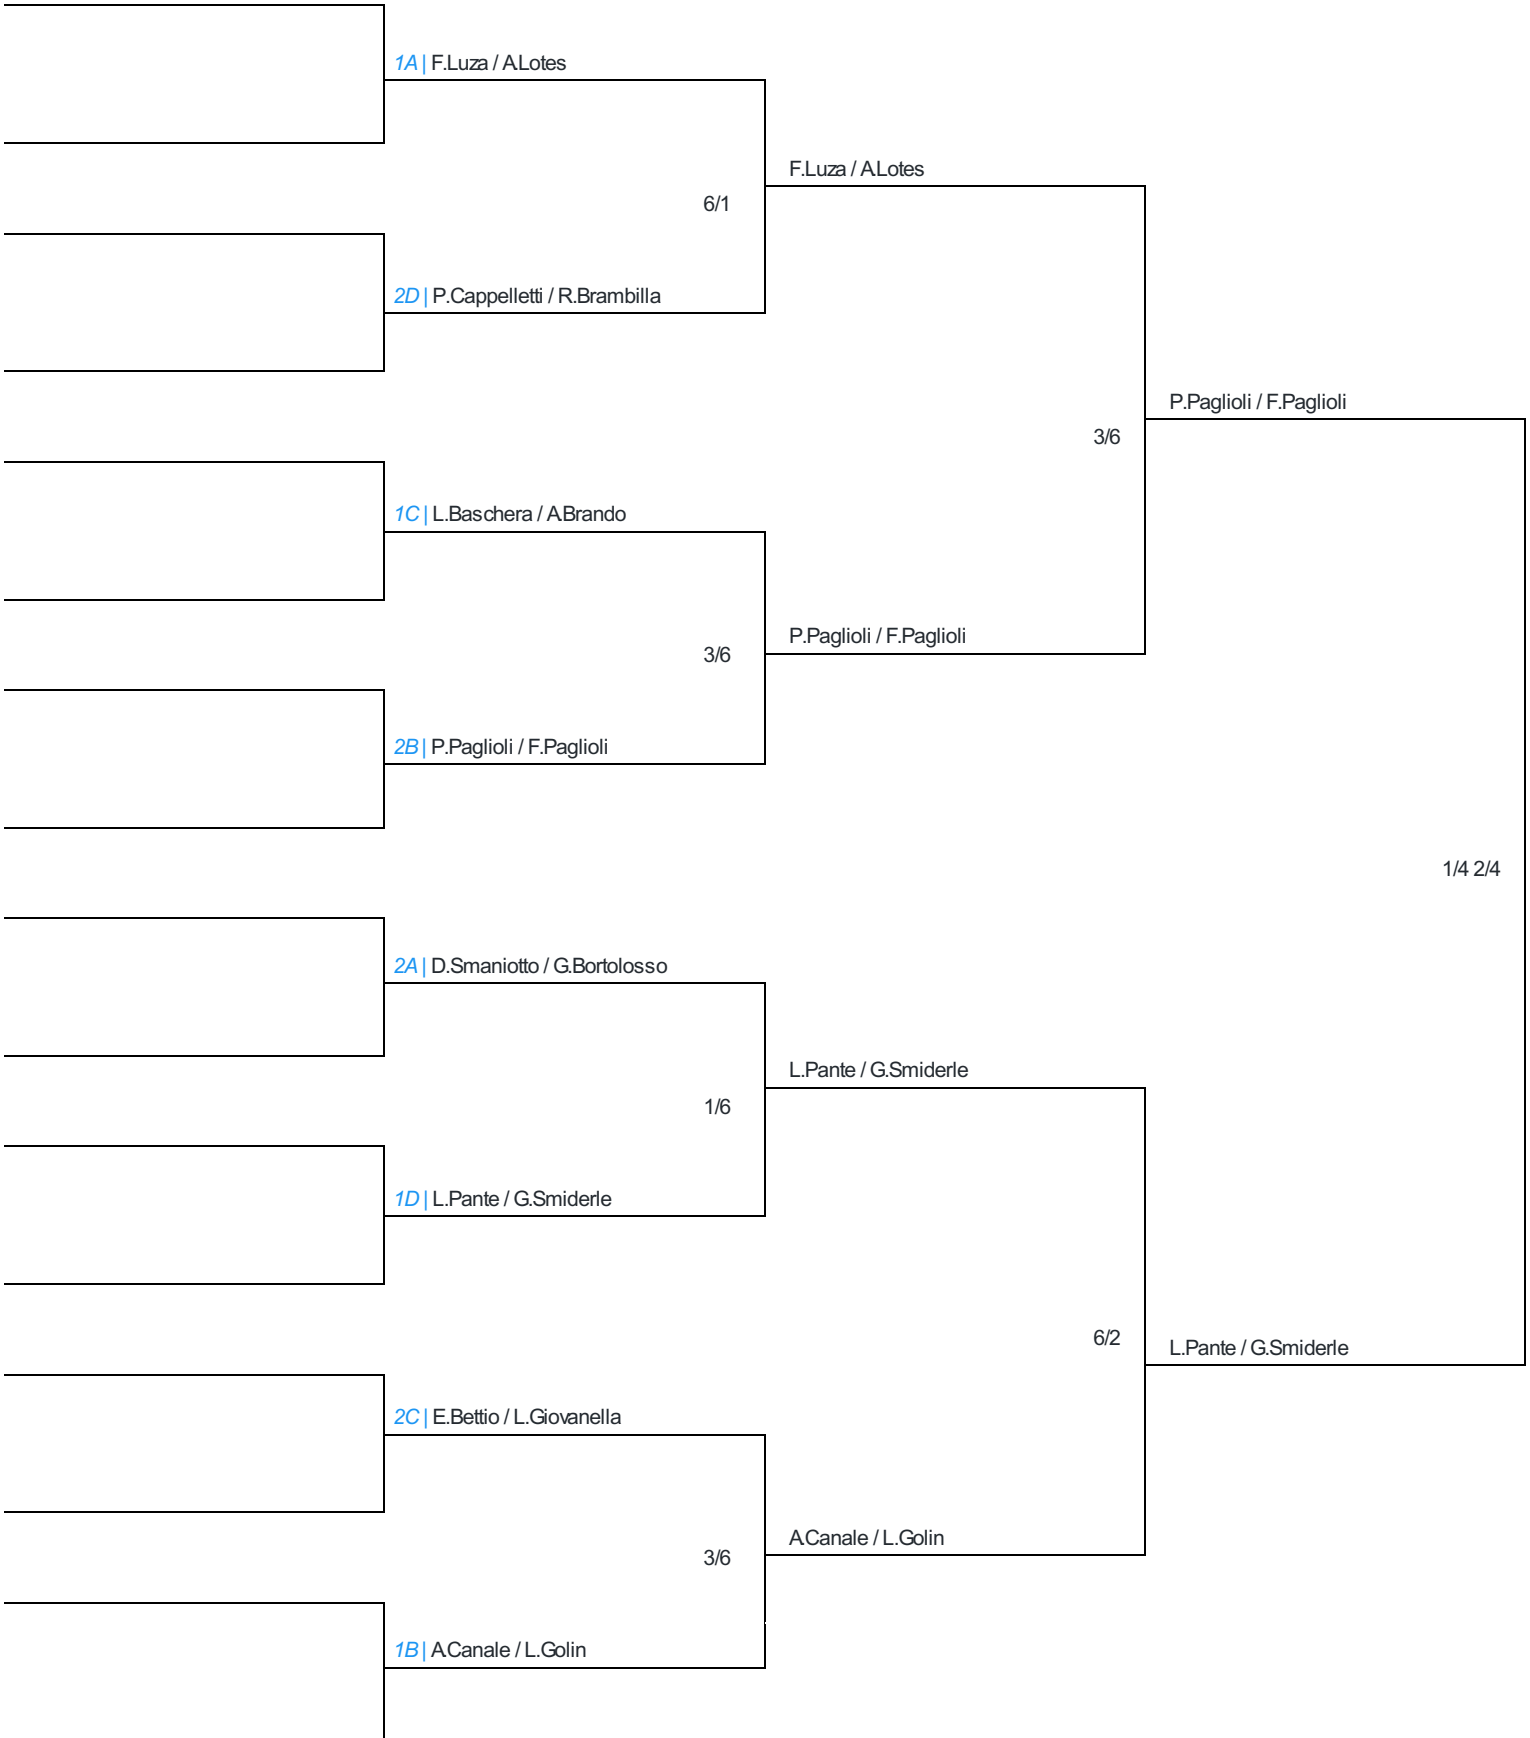 1A | F.Luza / A.Lotes
F.Luza / A.Lotes
6/1
2D | P.Cappelletti / R.Brambilla
P.Paglioli / F.Paglioli
3/6
1C | L.Baschera / A.Brando
P.Paglioli / F.Paglioli
3/6
2B | P.Paglioli / F.Paglioli
1/4 2/4
2A | D.Smaniotto / G.Bortolosso
L.Pante / G.Smiderle
1/6
1D | L.Pante / G.Smiderle
6/2
L.Pante / G.Smiderle
2C | E.Bettio / L.Giovanella
A.Canale / L.Golin
3/6
1B | A.Canale / L.Golin